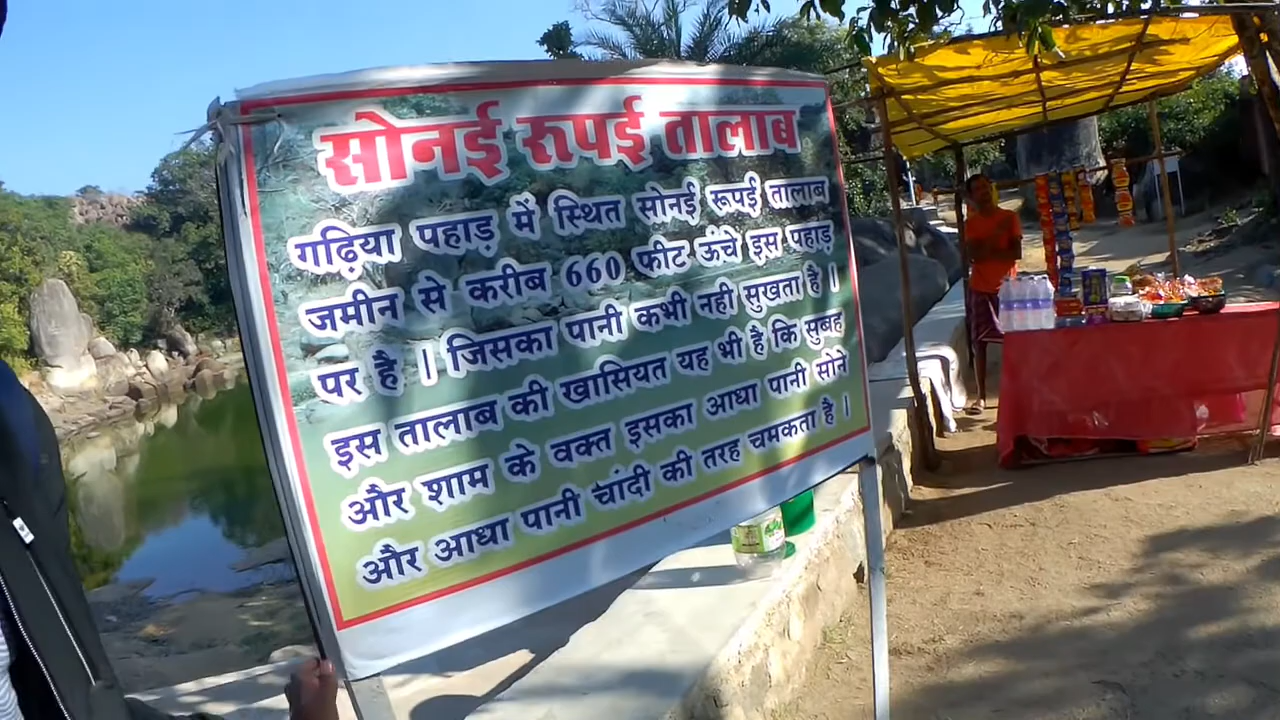 सोनई रूपई तालाब
गढ़िया पहाड़ में स्थित सोनई रूपई तालाब
जमीन से करीब 660 फीट ऊंचे इस पहाड़
पर है । जिसका पानी कभी नही सुखता है ।
इस तालाब की खासियत यह भी है कि सुबह
और शाम के वक्त इसका आधा पानी सोने
और आधा पानी चांदी की तरह चमकता है ।